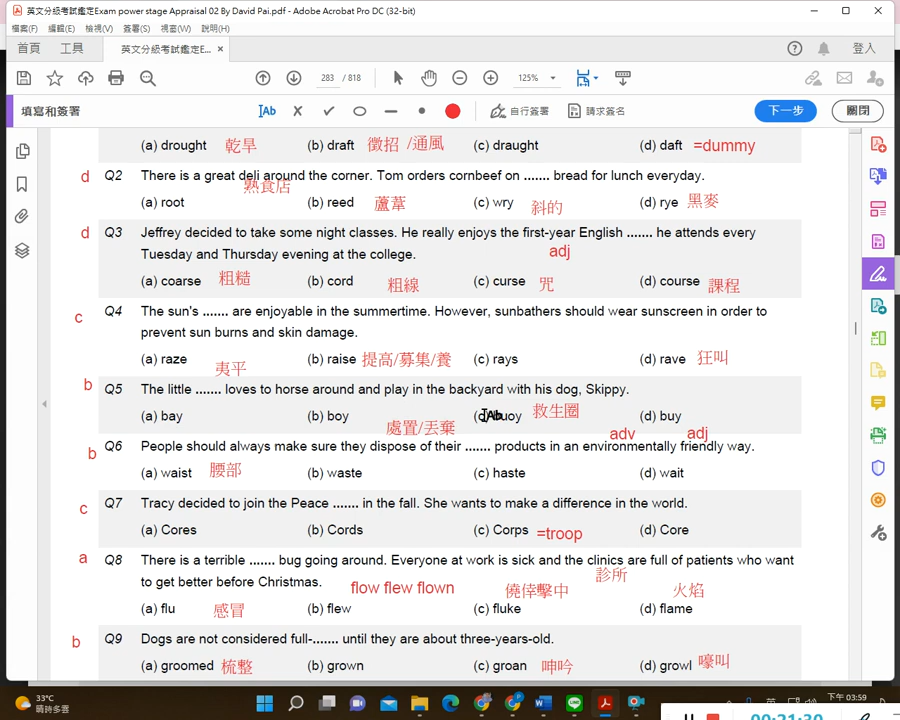 英文分級考試鑑定Exam power stage Appraisal 02 By David Pai.pdf - Adobe Acrobat Pro DC (32-bit)
檔案(F) 編輯(E) 檢視(V) 簽署(S) 視窗(W) 說明(H)
首頁 工具 英文分級考試鑑定E... × 登入
283 / 818 125%
填寫和簽署 Ab 自行簽署 請求簽名 下一步 關閉
(a) drought 乾旱 (b) draft 徵招 /通風 (c) draught (d) daft =dummy
d Q2 There is a great deli around the corner. Tom orders cornbeef on ....... bread for lunch everyday.
熟食店
(a) root (b) reed 蘆葦 (c) wry 斜的 (d) rye 黑麥
d Q3 Jeffrey decided to take some night classes. He really enjoys the first-year English ....... he attends every
Tuesday and Thursday evening at the college. adj
(a) coarse 粗糙 (b) cord 粗線 (c) curse 咒 (d) course 課程
c Q4 The sun's ....... are enjoyable in the summertime. However, sunbathers should wear sunscreen in order to
prevent sun burns and skin damage.
(a) raze 夷平 (b) raise 提高/募集/養 (c) rays (d) rave 狂叫
b Q5 The little ....... loves to horse around and play in the backyard with his dog, Skippy.
(a) bay (b) boy (c) buoy 救生圈 (d) buy
處置/丟棄 adv adj
b Q6 People should always make sure they dispose of their ....... products in an environmentally friendly way.
(a) waist 腰部 (b) waste (c) haste (d) wait
c Q7 Tracy decided to join the Peace ....... in the fall. She wants to make a difference in the world.
(a) Cores (b) Cords (c) Corps =troop (d) Core
a Q8 There is a terrible ....... bug going around. Everyone at work is sick and the clinics are full of patients who want
診所
to get better before Christmas. flow flew flown 僥倖擊中 火焰
(a) flu 感冒 (b) flew (c) fluke (d) flame
b Q9 Dogs are not considered full-....... until they are about three-years-old.
(a) groomed 梳整 (b) grown (c) groan 呻吟 (d) growl 嚎叫
33°C
晴時多雲
英
下午 03:59
00:21:30